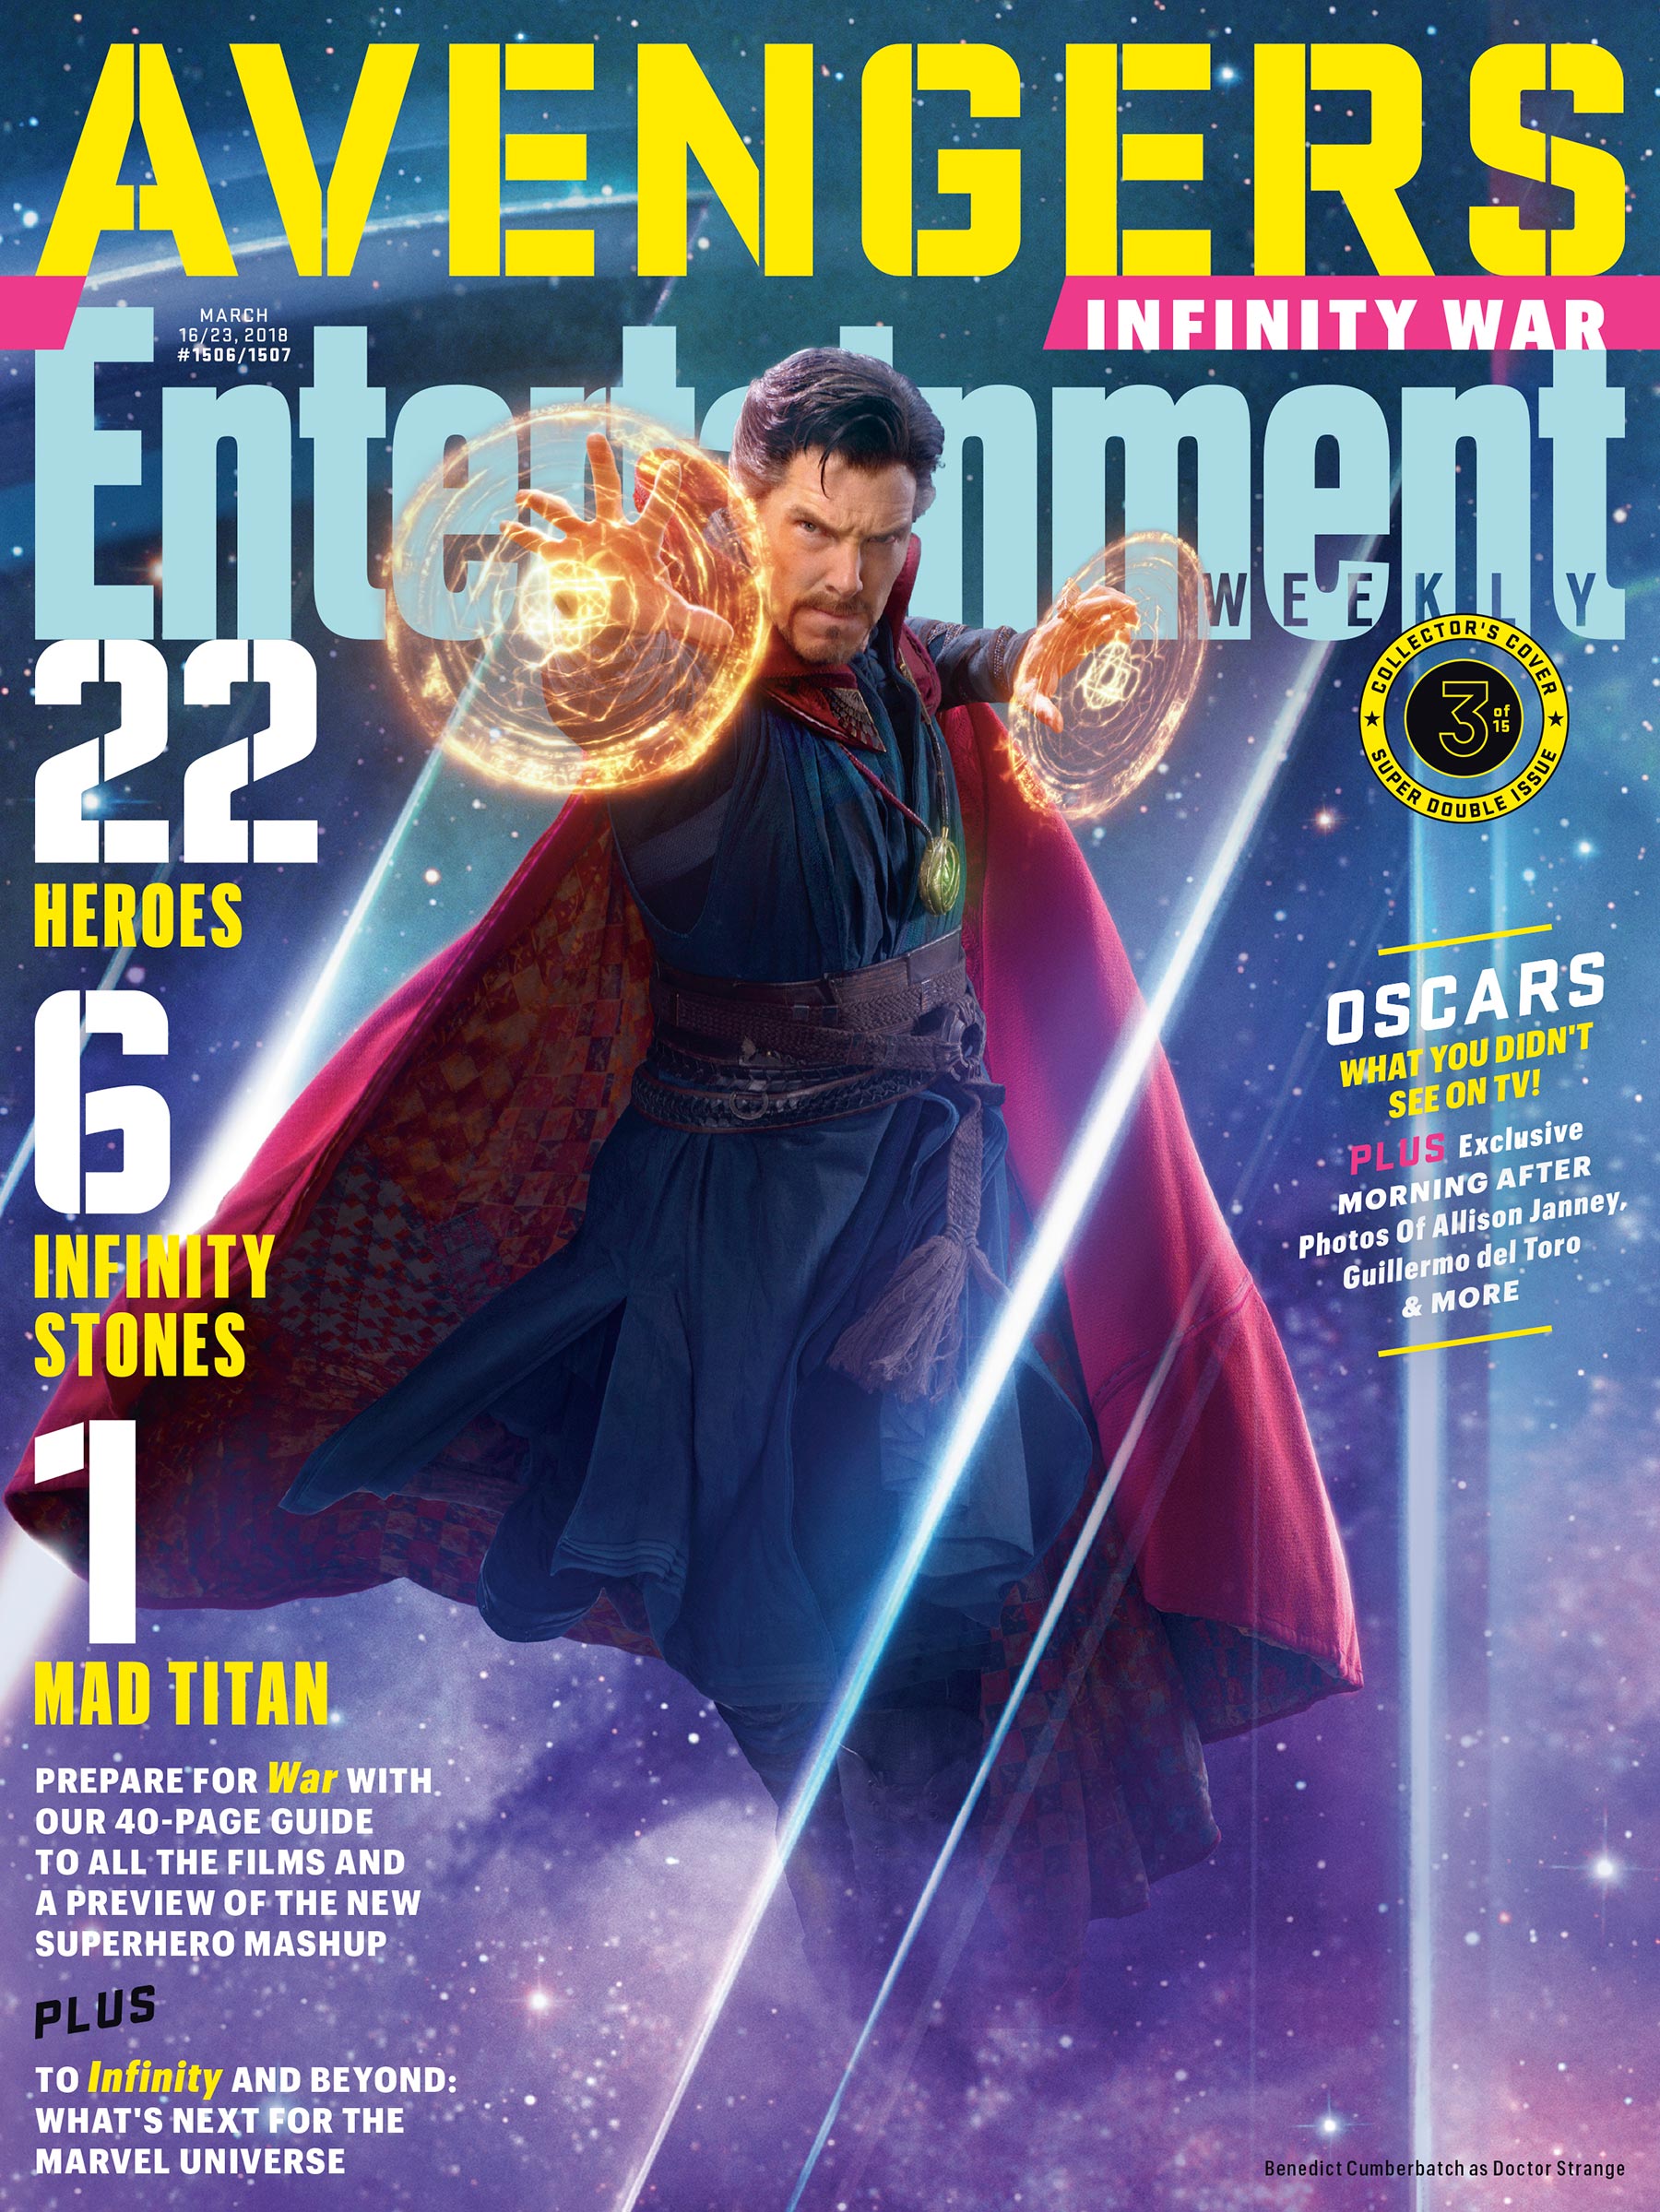 AVENGERS
INFINITY WAR
MARCH
16/23, 2018
#1506/1507
Entertainment
WEEKLY
COLLECTOR'S COVER
3 of 15
SUPER DOUBLE ISSUE
22
HEROES
6
INFINITY
STONES
1
MAD TITAN
PREPARE FOR War WITH
OUR 40-PAGE GUIDE
TO ALL THE FILMS AND
A PREVIEW OF THE NEW
SUPERHERO MASHUP
PLUS
TO Infinity AND BEYOND:
WHAT'S NEXT FOR THE
MARVEL UNIVERSE
OSCARS
WHAT YOU DIDN'T
SEE ON TV!
PLUS Exclusive
MORNING AFTER
Photos Of Allison Janney,
Guillermo del Toro
& MORE
Benedict Cumberbatch as Doctor Strange